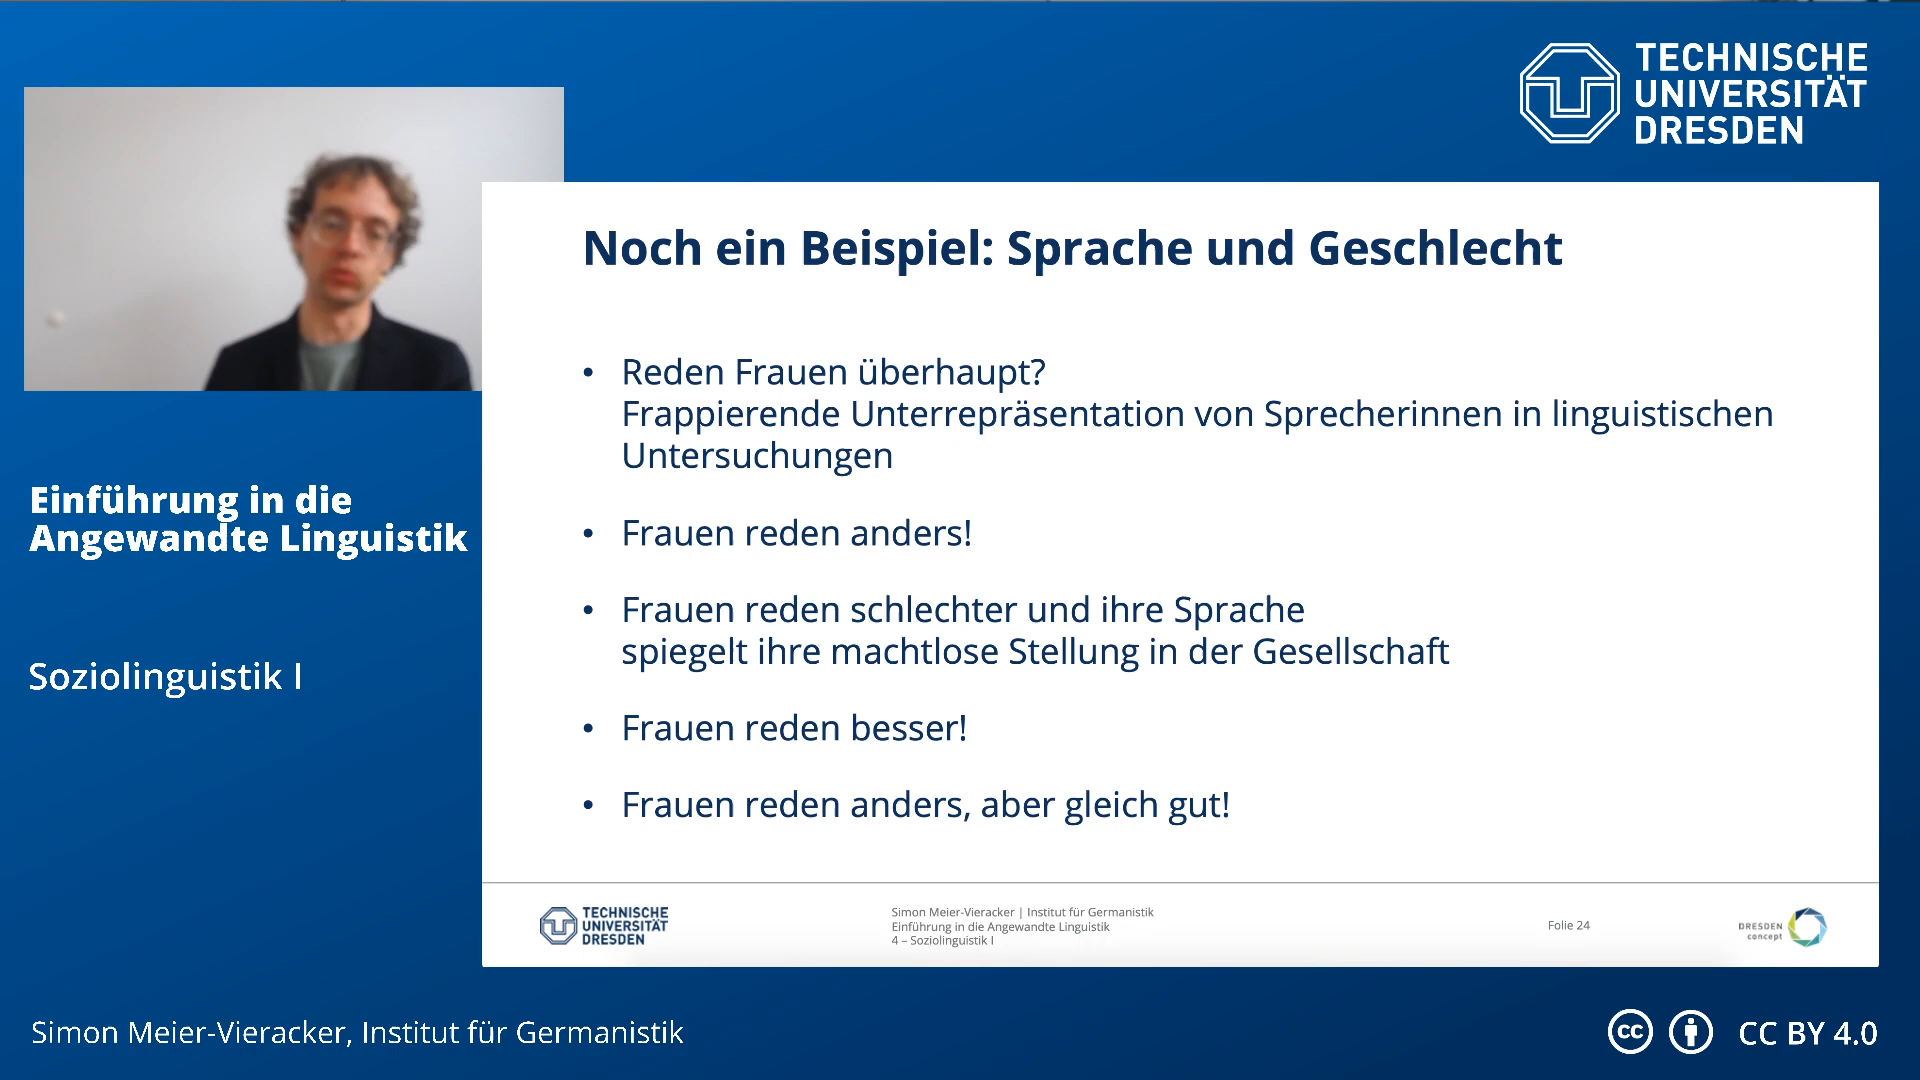 TECHNISCHE
UNIVERSITÄT
DRESDEN
Noch ein Beispiel: Sprache und Geschlecht
• Reden Frauen überhaupt?
Frappierende Unterrepräsentation von Sprecherinnen in linguistischen
Untersuchungen
• Frauen reden anders!
• Frauen reden schlechter und ihre Sprache
spiegelt ihre machtlose Stellung in der Gesellschaft
• Frauen reden besser!
• Frauen reden anders, aber gleich gut!
Einführung in die
Angewandte Linguistik
Soziolinguistik I
TECHNISCHE
UNIVERSITÄT
DRESDEN
Simon Meier-Vieracker | Institut für Germanistik
Einführung in die Angewandte Linguistik
4 – Soziolinguistik I
Folie 24
DRESDEN
concept
Simon Meier-Vieracker, Institut für Germanistik
cc
CC BY 4.0